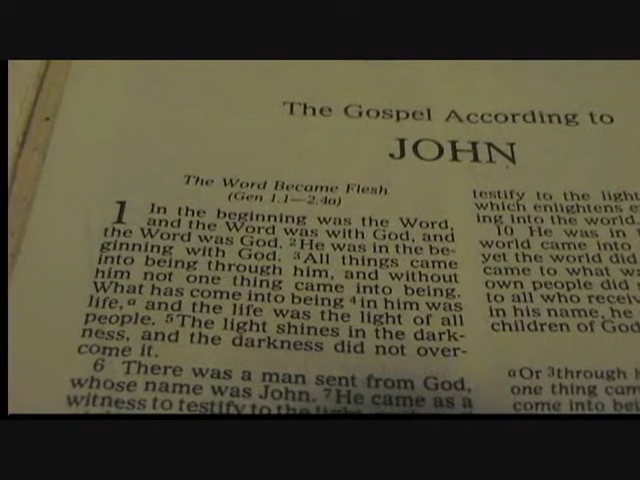 The Gospel According to
JOHN
The Word Became Flesh
(Gen 1.1—2.4a)
1 In the beginning was the Word,
and the Word was with God, and
the Word was God. 2He was in the be-
ginning with God. 3All things came
into being through him, and without
him not one thing came into being.
What has come into being 4in him was
life,a and the life was the light of all
people. 5The light shines in the dark-
ness, and the darkness did not over-
come it.
6 There was a man sent from God,
whose name was John. 7He came as a
witness to testify to the light
testify to the light
which enlightens
ing into the world.
10 He was in
world came into
yet the world did
came to what was
own people did
to all who
in his name, he
children of God
aOr 3through
one thing
come into